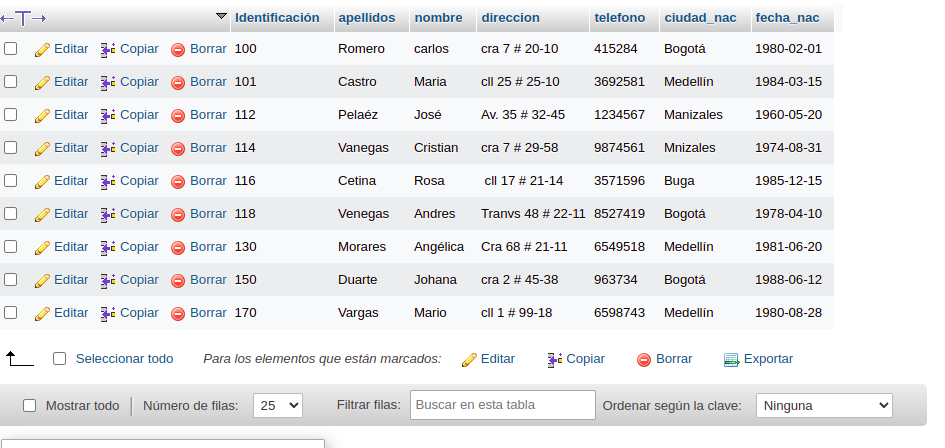 Identificación apellidos nombre direccion telefono ciudad_nac fecha_nac
Editar Copiar Borrar 100 Romero carlos cra 7 # 20-10 415284 Bogotá 1980-02-01
Editar Copiar Borrar 101 Castro Maria cll 25 # 25-10 3692581 Medellín 1984-03-15
Editar Copiar Borrar 112 Pelaéz José Av. 35 # 32-45 1234567 Manizales 1960-05-20
Editar Copiar Borrar 114 Vanegas Cristian cra 7 # 29-58 9874561 Mnizales 1974-08-31
Editar Copiar Borrar 116 Cetina Rosa cll 17 # 21-14 3571596 Buga 1985-12-15
Editar Copiar Borrar 118 Venegas Andres Tranvs 48 # 22-11 8527419 Bogotá 1978-04-10
Editar Copiar Borrar 130 Morares Angélica Cra 68 # 21-11 6549518 Medellín 1981-06-20
Editar Copiar Borrar 150 Duarte Johana cra 2 # 45-38 963734 Bogotá 1988-06-12
Editar Copiar Borrar 170 Vargas Mario cll 1 # 99-18 6598743 Medellín 1980-08-28
Seleccionar todo Para los elementos que están marcados: Editar Copiar Borrar Exportar
Mostrar todo Número de filas: 25 Filtrar filas: Buscar en esta tabla Ordenar según la clave: Ninguna